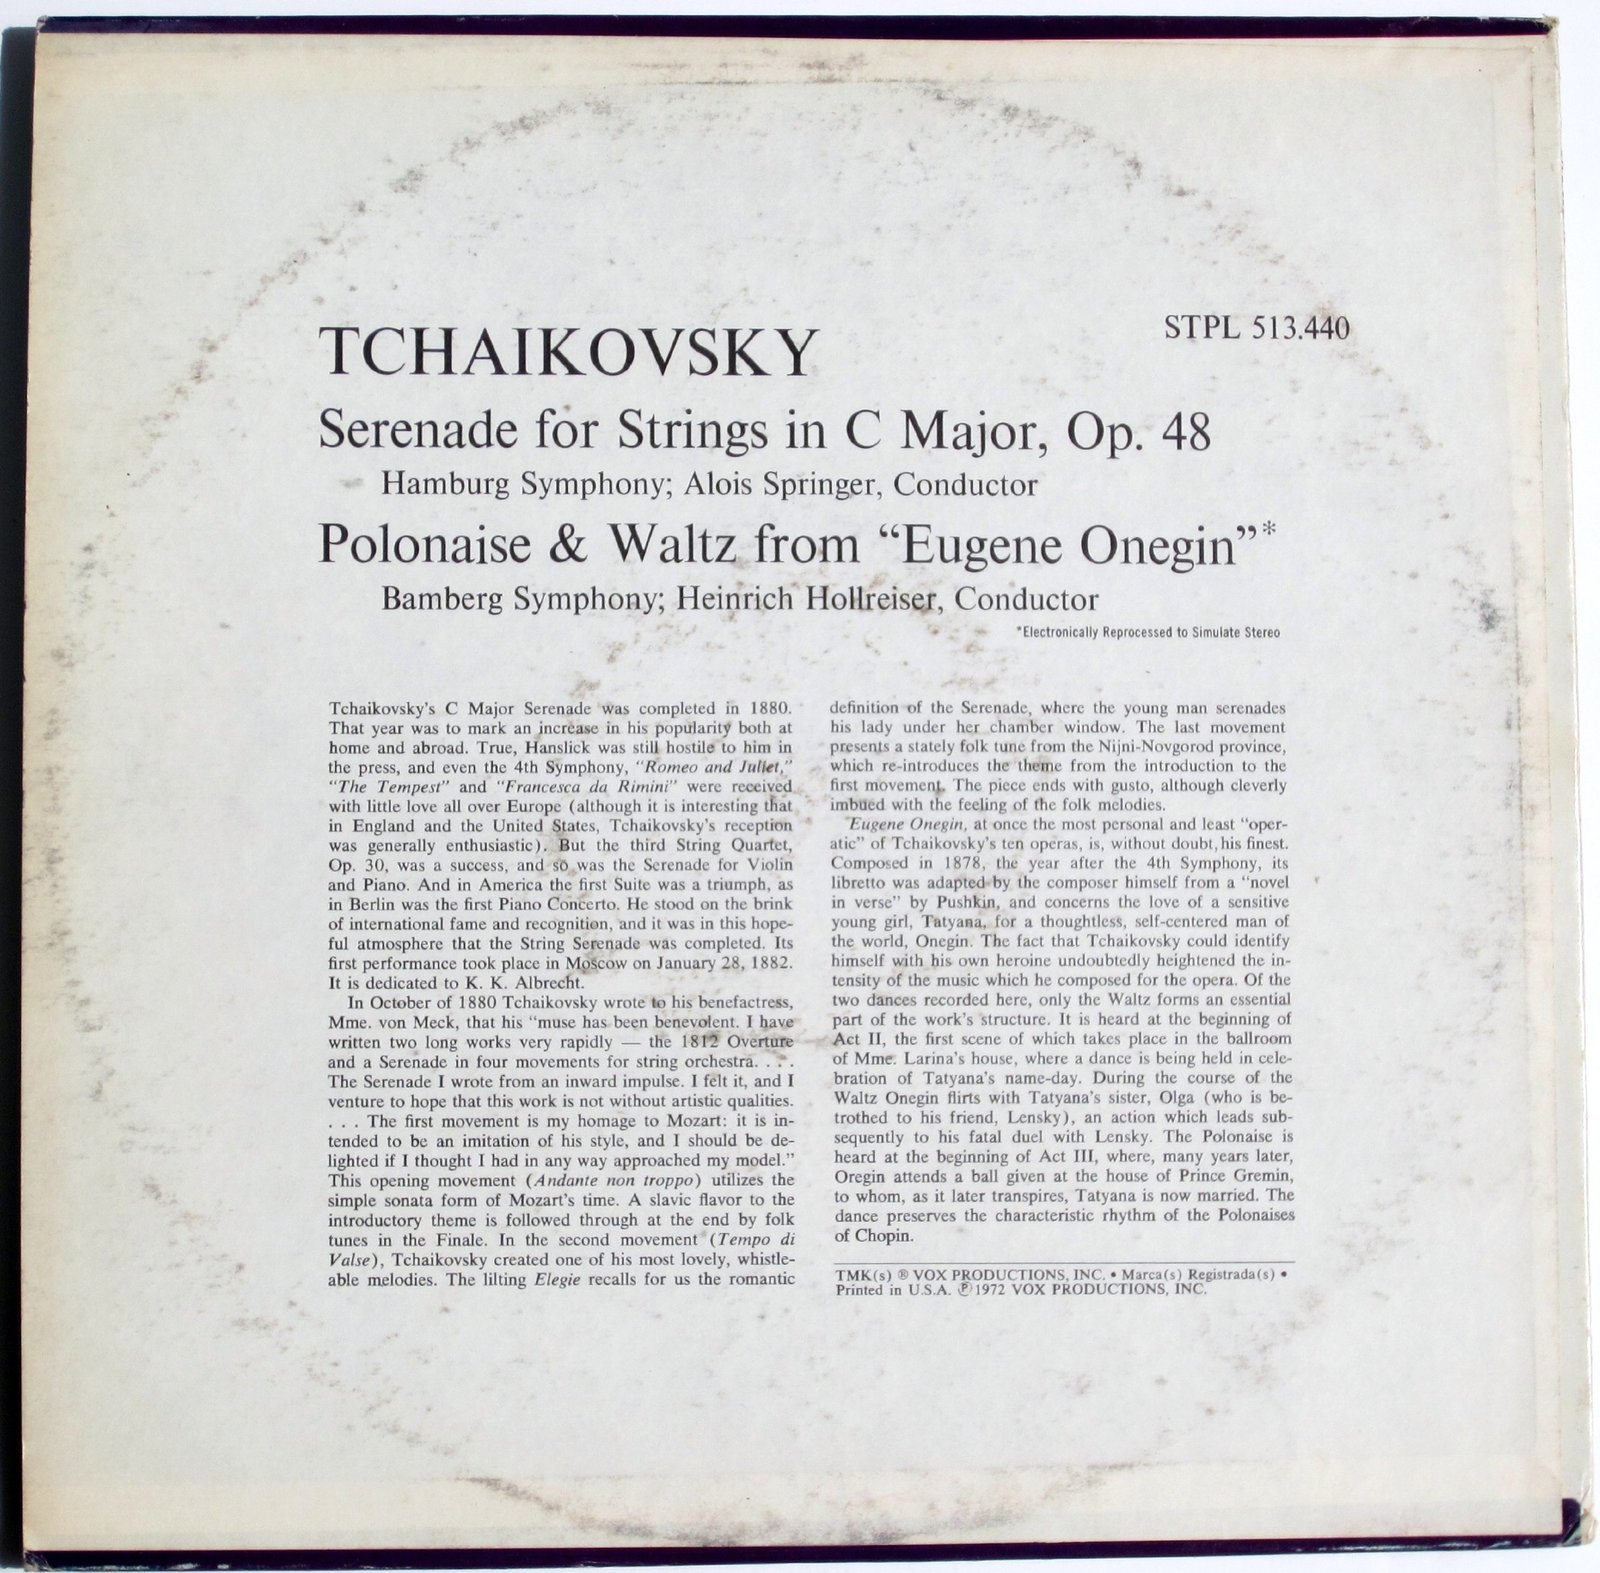 TCHAIKOVSKY
STPL 513.440
Serenade for Strings in C Major, Op. 48
Hamburg Symphony; Alois Springer, Conductor
Polonaise & Waltz from “Eugene Onegin”*
Bamberg Symphony; Heinrich Hollreiser, Conductor
*Electronically Reprocessed to Simulate Stereo
Tchaikovsky's C Major Serenade was completed in 1880.
That year was to mark an increase in his popularity both at
home and abroad. True, Hanslick was still hostile to him in
the press, and even the 4th Symphony, “Romeo and Juliet,”
“The Tempest” and “Francesca da Rimini” were received
with little love all over Europe (although it is interesting that
in England and the United States, Tchaikovsky's reception
was generally enthusiastic). But the third String Quartet,
Op. 30, was a success, and so was the Serenade for Violin
and Piano. And in America the first Suite was a triumph, as
in Berlin was the first Piano Concerto. He stood on the brink
of international fame and recognition, and it was in this hope-
ful atmosphere that the String Serenade was completed. Its
first performance took place in Moscow on January 28, 1882.
It is dedicated to K. K. Albrecht.
In October of 1880 Tchaikovsky wrote to his benefactress,
Mme. von Meck, that his “muse has been benevolent. I have
written two long works very rapidly — the 1812 Overture
and a Serenade in four movements for string orchestra. . . .
The Serenade I wrote from an inward impulse. I felt it, and I
venture to hope that this work is not without artistic qualities.
. . . The first movement is my homage to Mozart: it is in-
tended to be an imitation of his style, and I should be de-
lighted if I thought I had in any way approached my model.”
This opening movement (Andante non troppo) utilizes the
simple sonata form of Mozart's time. A slavic flavor to the
introductory theme is followed through at the end by folk
tunes in the Finale. In the second movement (Tempo di
Valse), Tchaikovsky created one of his most lovely, whistle-
able melodies. The lilting Elegie recalls for us the romantic
definition of the Serenade, where the young man serenades
his lady under her chamber window. The last movement
presents a stately folk tune from the Nijni-Novgorod province,
which re-introduces the theme from the introduction to the
first movement. The piece ends with gusto, although cleverly
imbued with the feeling of the folk melodies.
Eugene Onegin, at once the most personal and least “oper-
atic” of Tchaikovsky's ten operas, is, without doubt, his finest.
Composed in 1878, the year after the 4th Symphony, its
libretto was adapted by the composer himself from a “novel
in verse” by Pushkin, and concerns the love of a sensitive
young girl, Tatyana, for a thoughtless, self-centered man of
the world, Onegin. The fact that Tchaikovsky could identify
himself with his own heroine undoubtedly heightened the in-
tensity of the music which he composed for the opera. Of the
two dances recorded here, only the Waltz forms an essential
part of the work's structure. It is heard at the beginning of
Act II, the first scene of which takes place in the ballroom
of Mme. Larina's house, where a dance is being held in cele-
bration of Tatyana's name-day. During the course of the
Waltz Onegin flirts with Tatyana's sister, Olga (who is be-
trothed to his friend, Lensky), an action which leads sub-
sequently to his fatal duel with Lensky. The Polonaise is
heard at the beginning of Act III, where, many years later,
Oregin attends a ball given at the house of Prince Gremin,
to whom, as it later transpires, Tatyana is now married. The
dance preserves the characteristic rhythm of the Polonaises
of Chopin.
TMK(s) ® VOX PRODUCTIONS, INC. • Marca(s) Registrada(s) •
Printed in U.S.A. ℗1972 VOX PRODUCTIONS, INC.